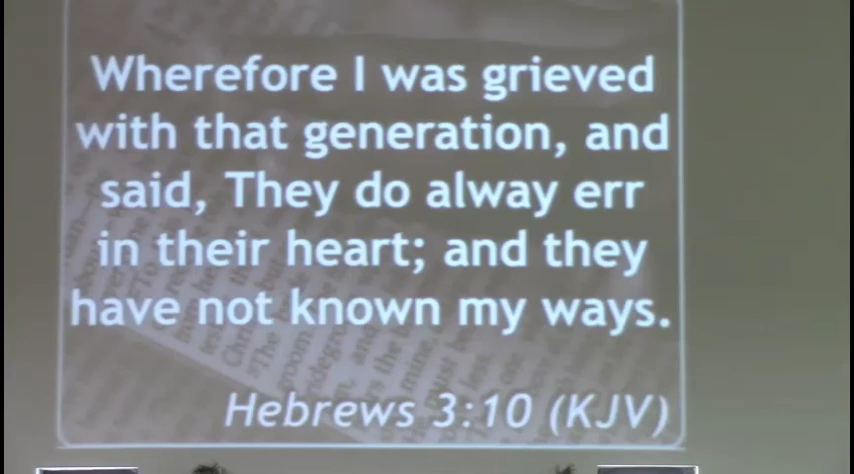 Wherefore I was grieved
with that generation, and
said, They do alway err
in their heart; and they
have not known my ways.
Hebrews 3:10 (KJV)